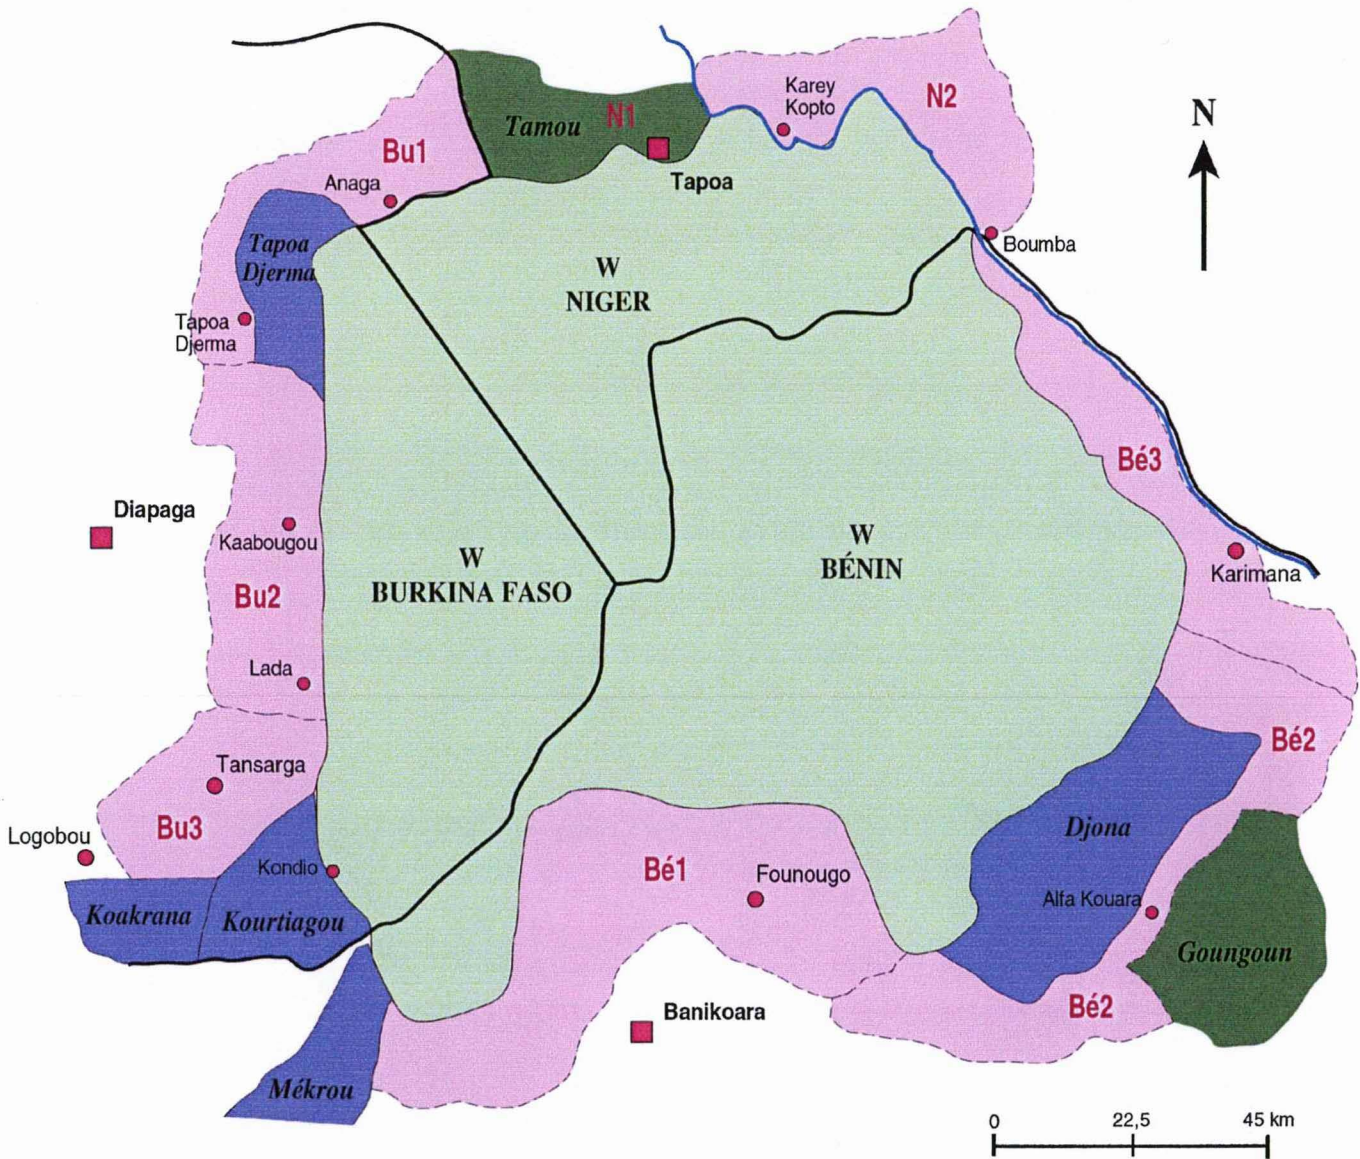 N
Karey
Kopto
N2
N1
Tamou
Bu1
Anaga
Tapoa
Boumba
Tapoa
Djerma
W
NIGER
Tapoa
Djerma
Bé3
Diapaga
Kaabougou
W
BURKINA FASO
W
BÉNIN
Karimana
Bu2
Lada
Tansarga
Bé2
Bu3
Djona
Logobou
Kondio
Bé1
Founougo
Alfa Kouara
Koakrana
Kourtiagou
Goungoun
Banikoara
Bé2
Mékrou
0 22,5 45 km